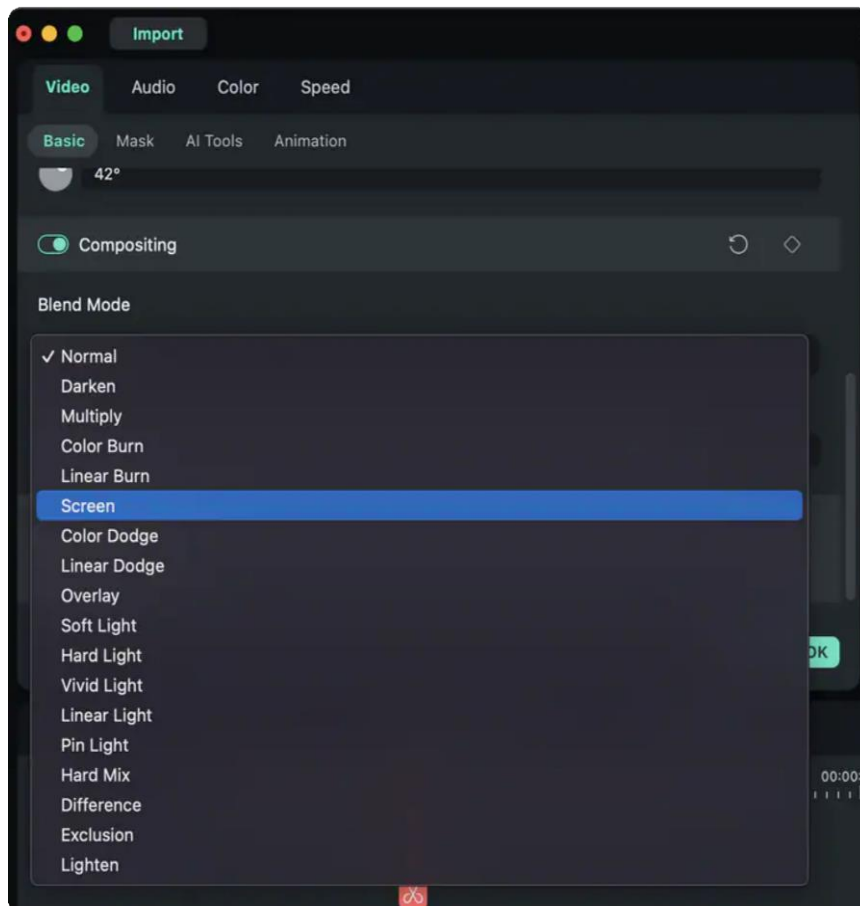 Import
Video Audio Color Speed
Basic Mask AI Tools Animation
42°
Compositing
Blend Mode
✓ Normal
Darken
Multiply
Color Burn
Linear Burn
Screen
Color Dodge
Linear Dodge
Overlay
Soft Light
Hard Light
OK
Vivid Light
Linear Light
Pin Light
Hard Mix
00:00:
Difference
Exclusion
Lighten